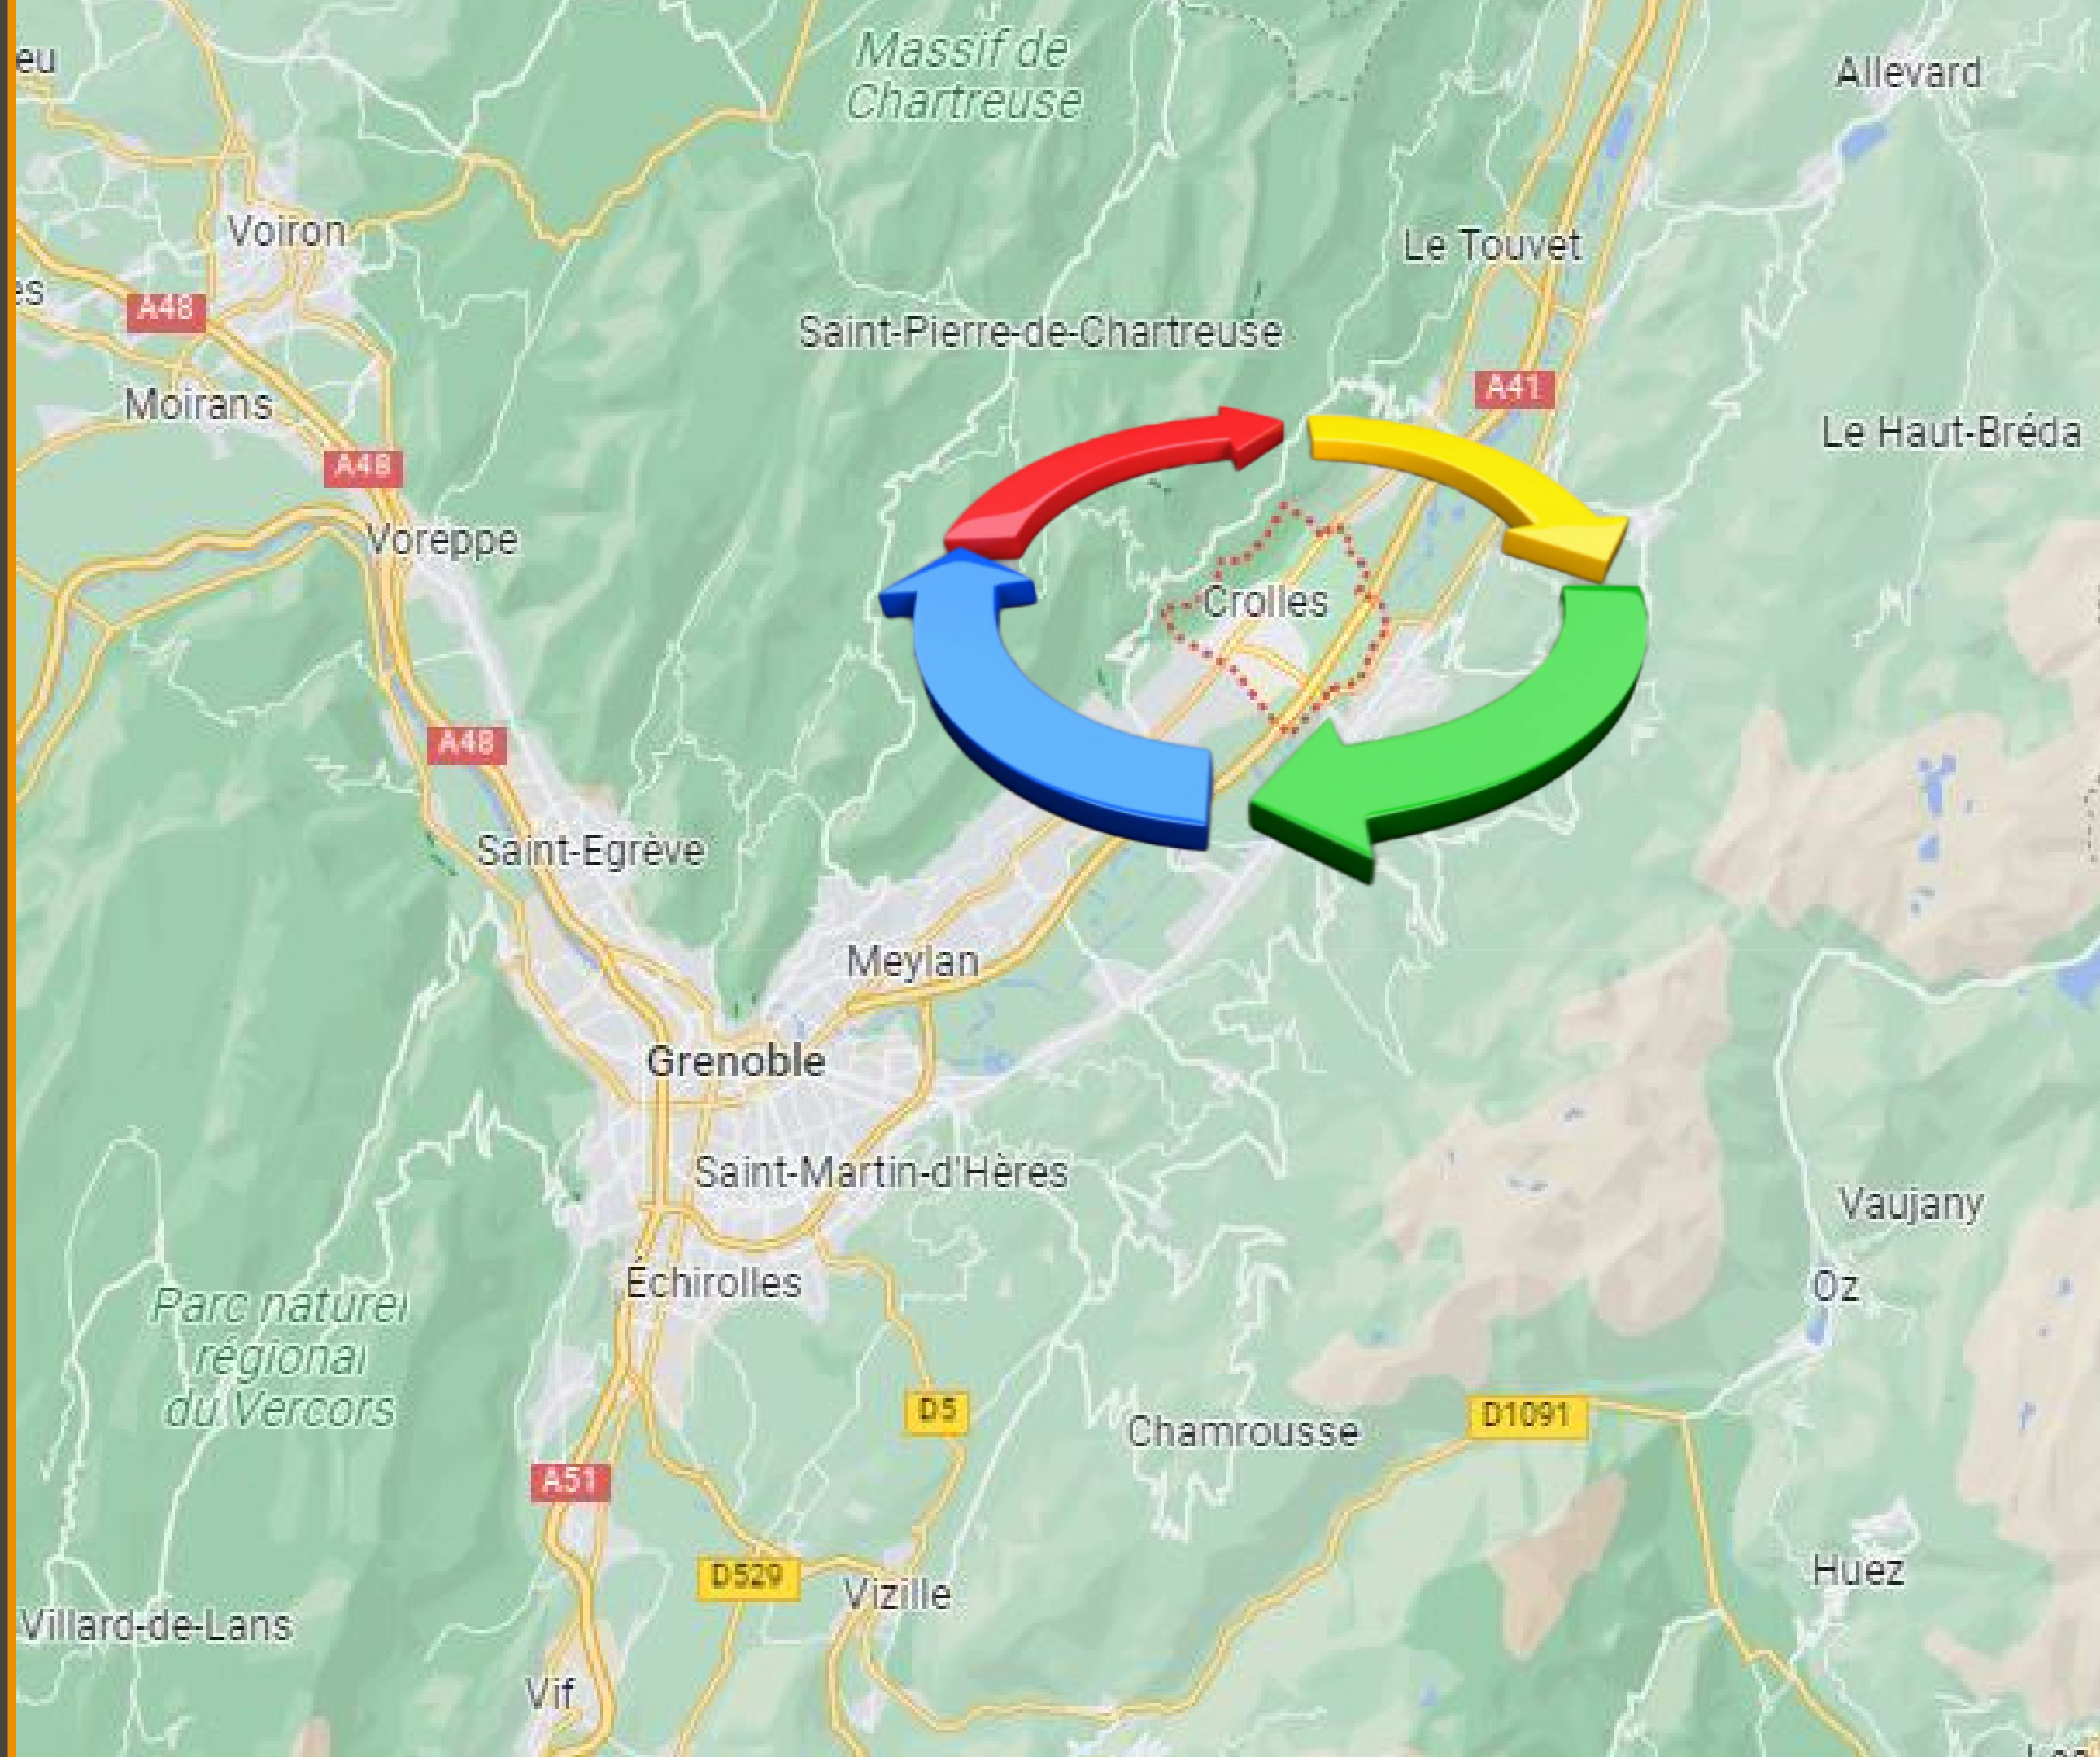 Massif de
Chartreuse
Allevard
eu
Voiron
Le Touvet
es
A48
Saint-Pierre-de-Chartreuse
A41
Moirans
Le Haut-Bréda
A48
Voreppe
Crolles
A48
Saint-Egrève
Meylan
Grenoble
Saint-Martin-d'Hères
Vaujany
Échirolles
Oz
Parc naturel
régional
du Vercors
D5
Chamrousse
D1091
A51
Huez
D529
Vizille
Villard-de-Lans
Vif